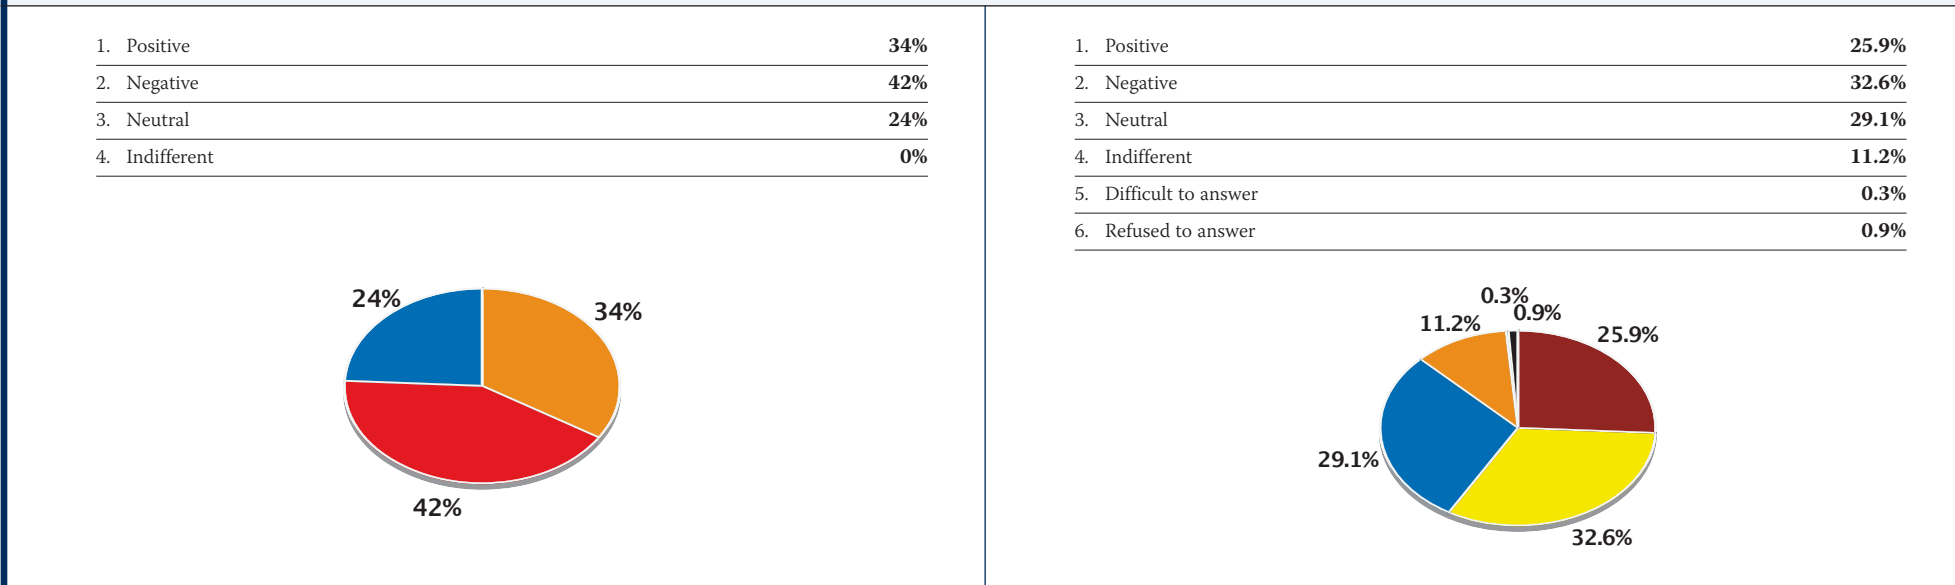 1. Positive 34%
2. Negative 42%
3. Neutral 24%
4. Indifferent 0%
24%
34%
42%
1. Positive 25.9%
2. Negative 32.6%
3. Neutral 29.1%
4. Indifferent 11.2%
5. Difficult to answer 0.3%
6. Refused to answer 0.9%
0.3%
0.9%
11.2%
25.9%
29.1%
32.6%